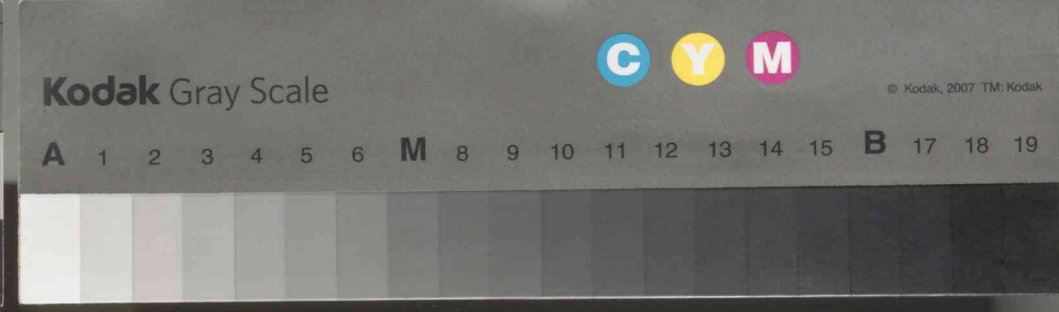 C Y M
Kodak Gray Scale
© Kodak, 2007 TM: Kodak
A 1 2 3 4 5 6 M 8 9 10 11 12 13 14 15 B 17 18 19